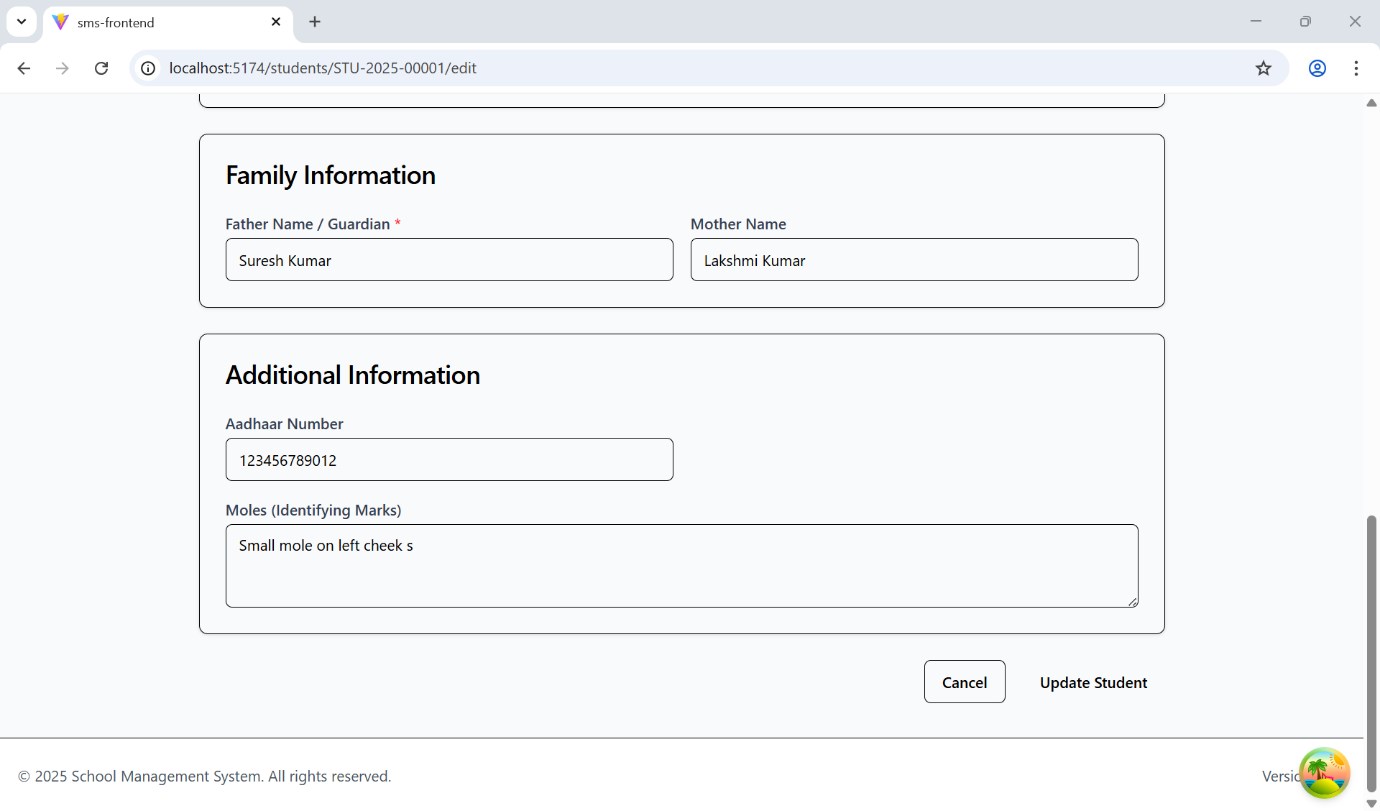 sms-frontend
localhost:5174/students/STU-2025-00001/edit
Family Information
Father Name / Guardian *
Mother Name
Suresh Kumar
Lakshmi Kumar
Additional Information
Aadhaar Number
123456789012
Moles (Identifying Marks)
Small mole on left cheek s
Cancel
Update Student
© 2025 School Management System. All rights reserved.